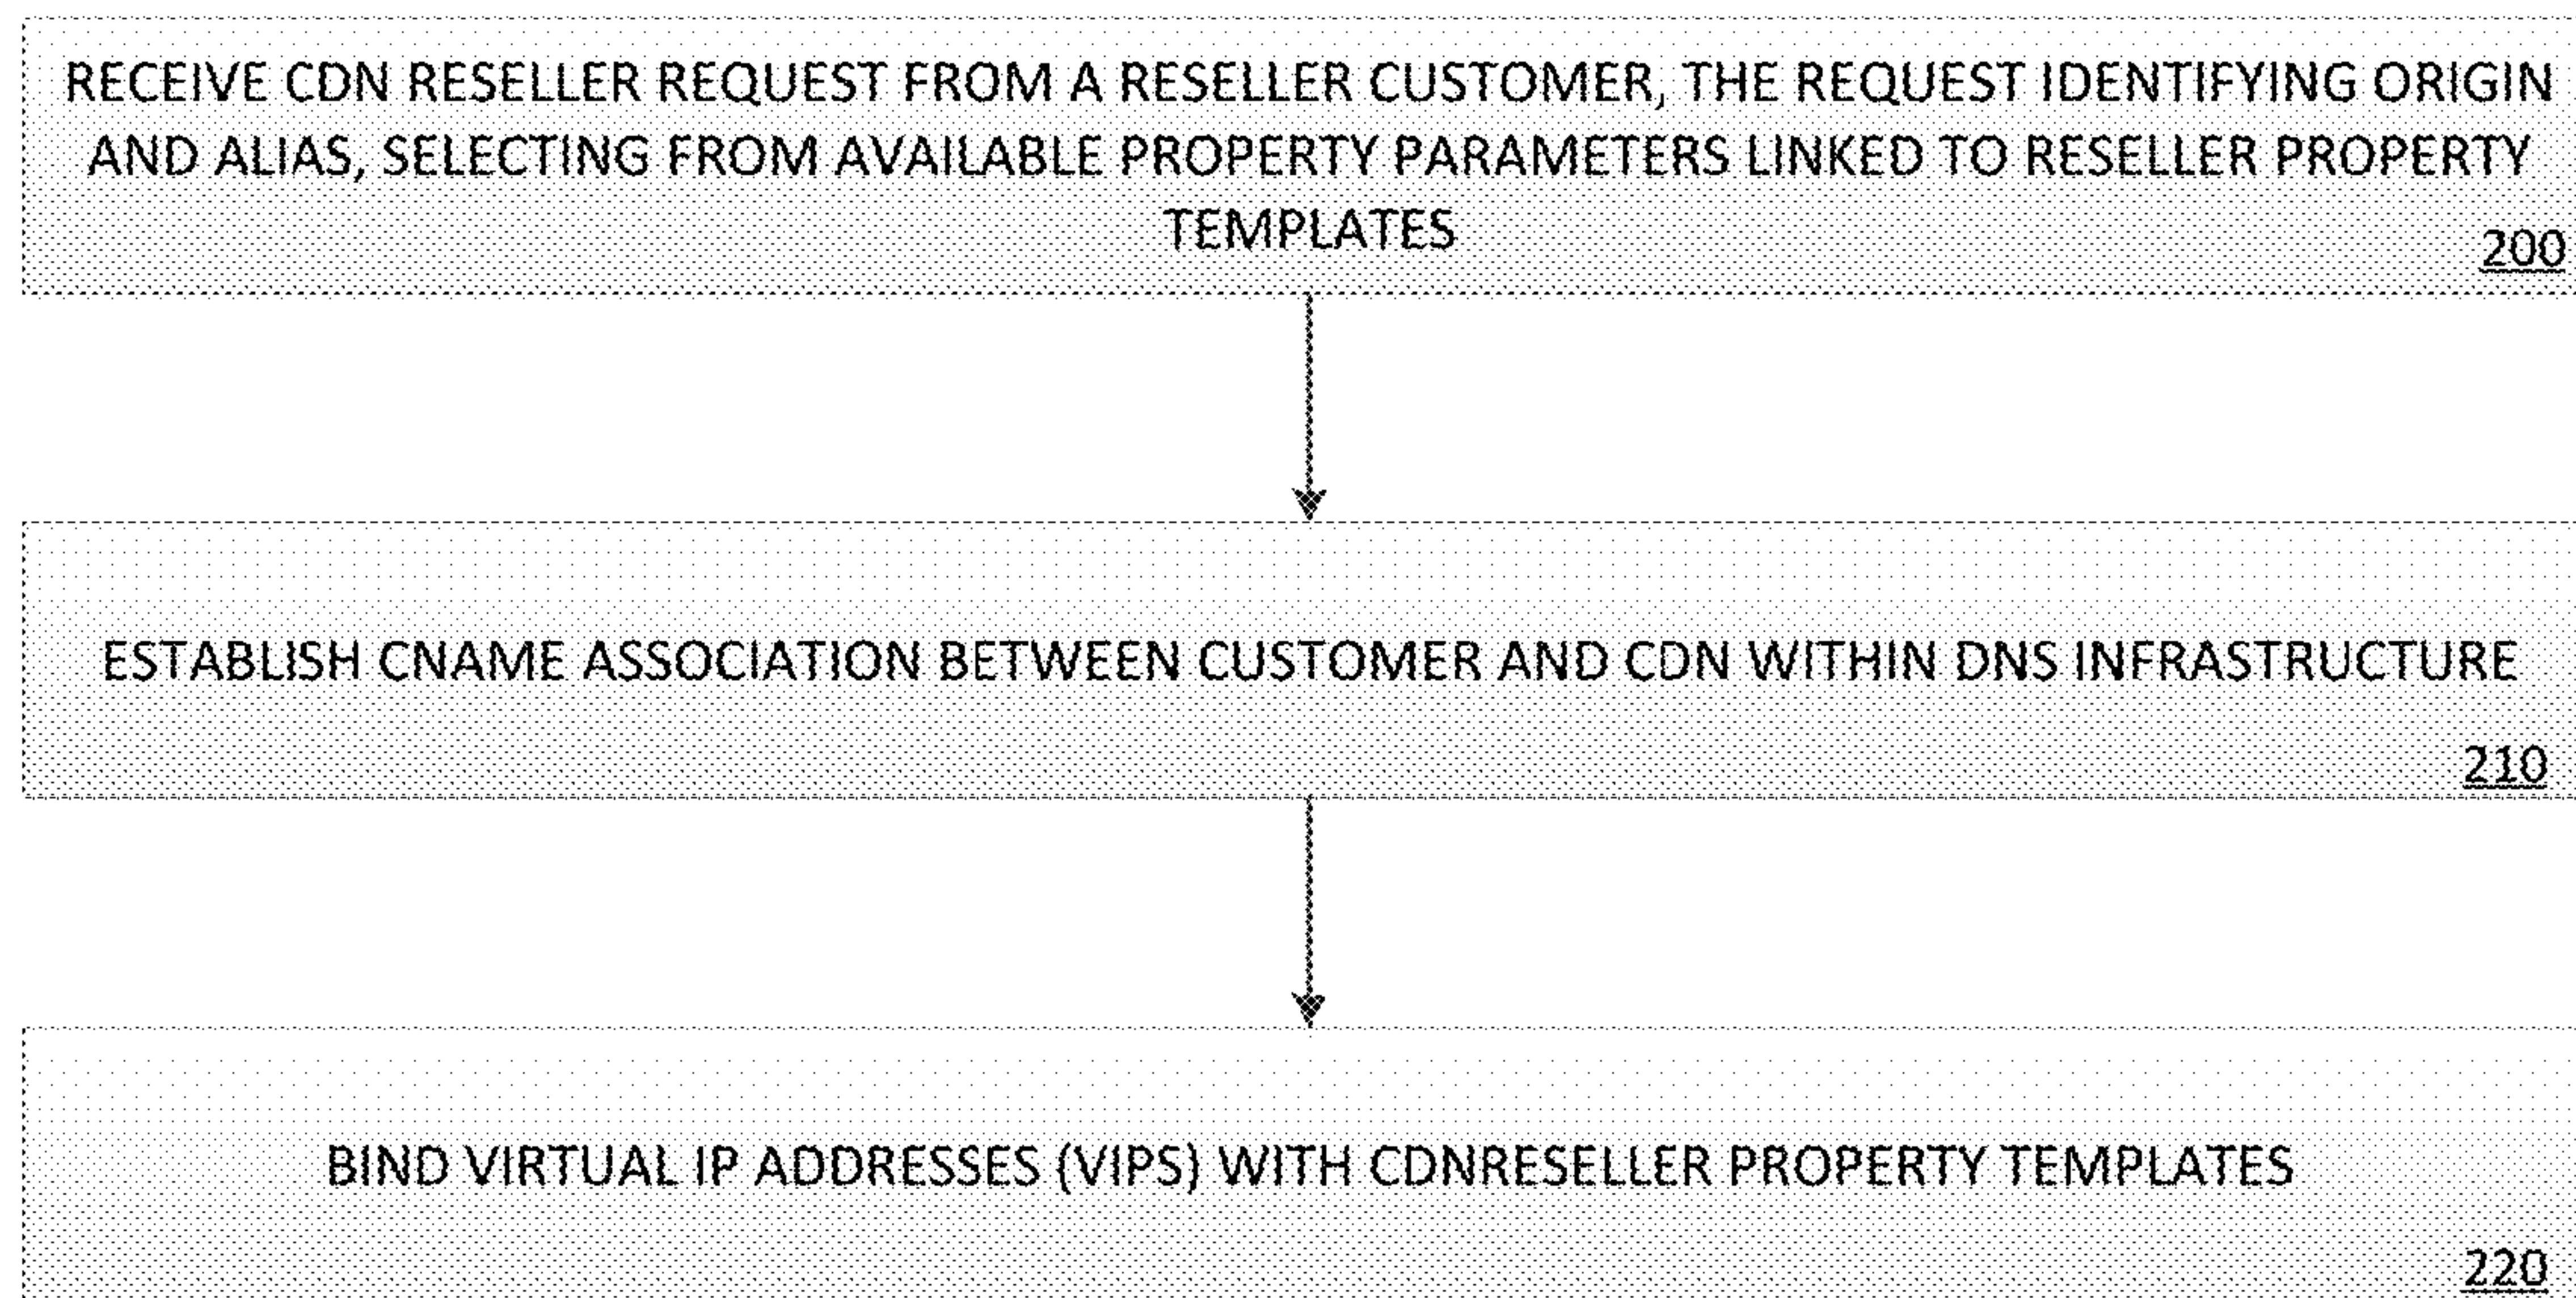 RECEIVE CDN RESELLER REQUEST FROM A RESELLER CUSTOMER, THE REQUEST IDENTIFYING ORIGIN
AND ALIAS, SELECTING FROM AVAILABLE PROPERTY PARAMETERS LINKED TO RESELLER PROPERTY
TEMPLATES
200
ESTABLISH CNAME ASSOCIATION BETWEEN CUSTOMER AND CDN WITHIN DNS INFRASTRUCTURE
210
BIND VIRTUAL IP ADDRESSES (VIPS) WITH CDNRESELLER PROPERTY TEMPLATES
220